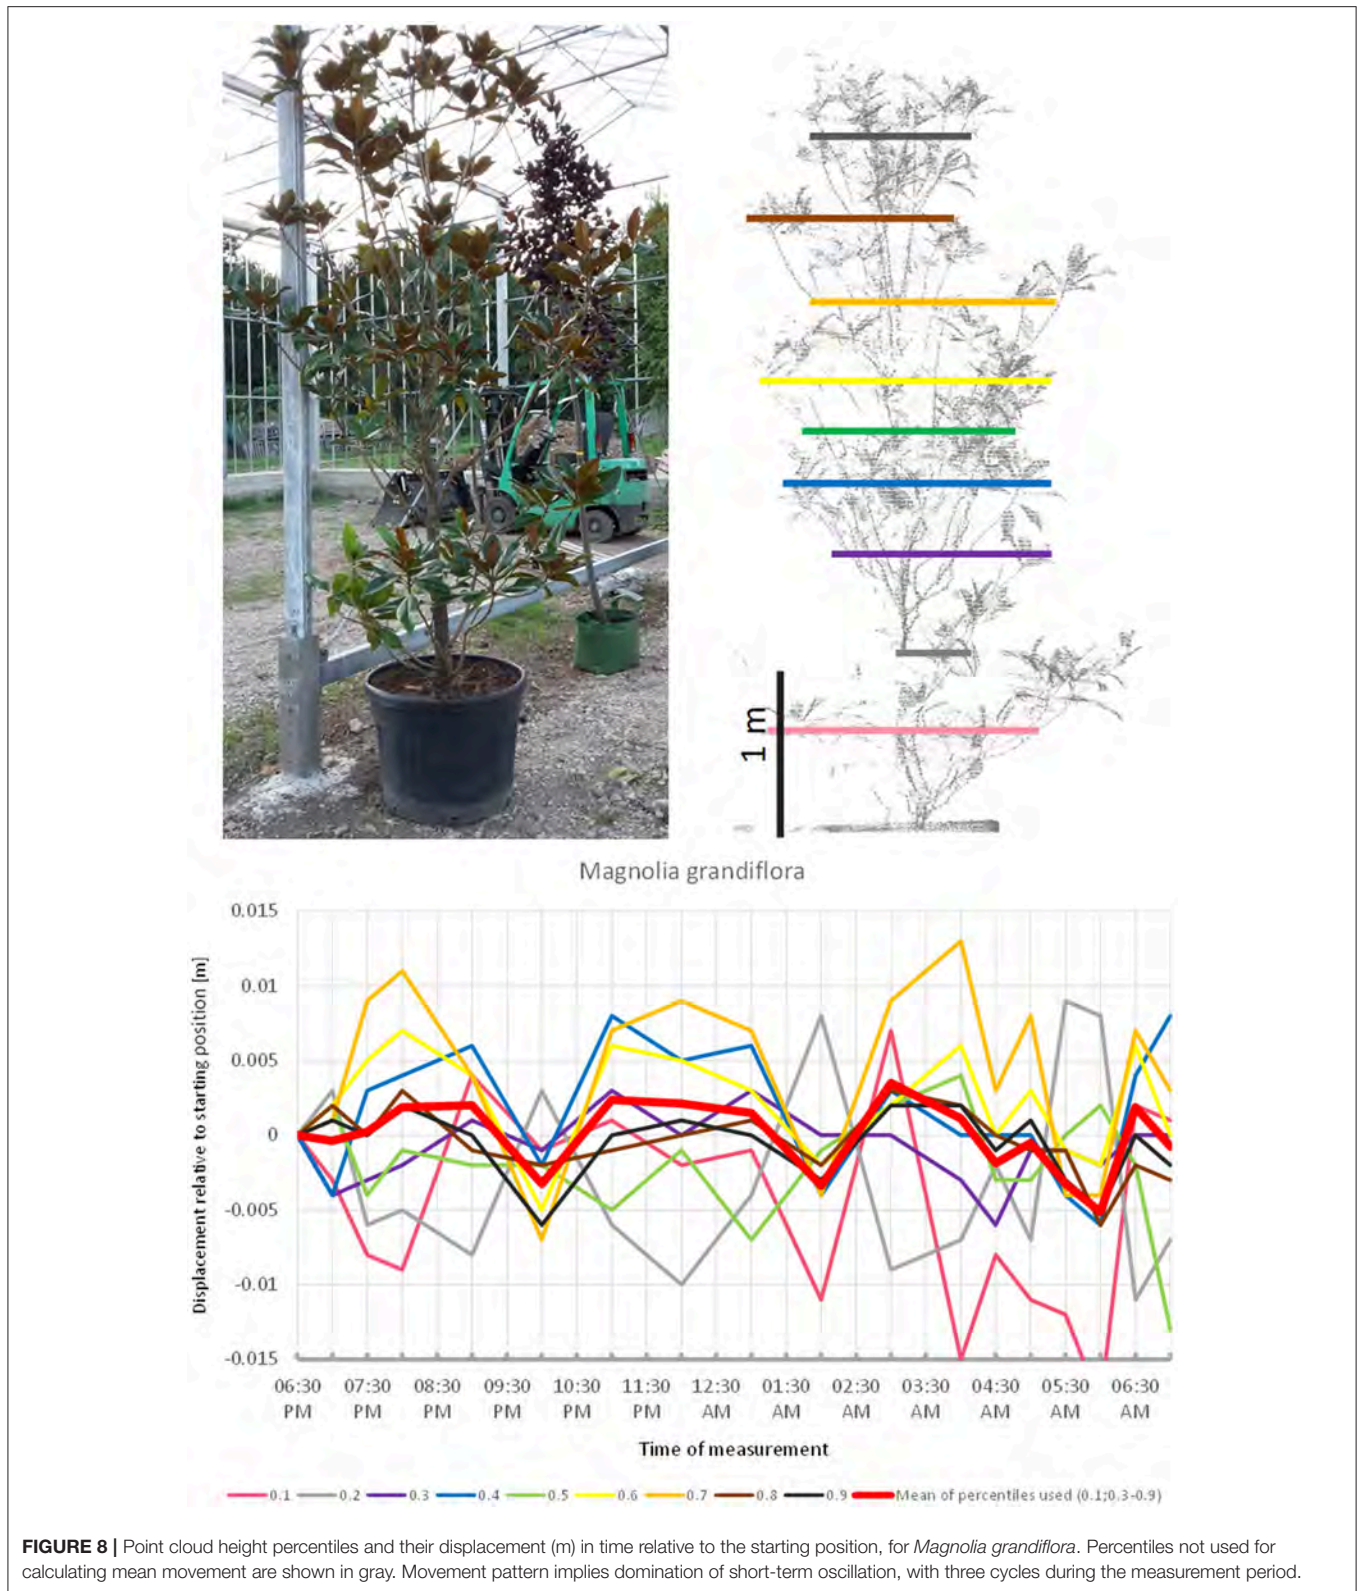 1 m
Magnolia grandiflora
Displacement relative to starting position [m]
0.015
0.01
0.005
0
-0.005
-0.01
-0.015
06:30 07:30 08:30 09:30 10:30 11:30 12:30 01:30 02:30 03:30 04:30 05:30 06:30
PM PM PM PM PM PM AM AM AM AM AM AM AM
Time of measurement
0.1 0.2 0.3 0.4 0.5 0.6 0.7 0.8 0.9 Mean of percentiles used (0.1;0.3-0.9)
FIGURE 8 | Point cloud height percentiles and their displacement (m) in time relative to the starting position, for Magnolia grandiflora. Percentiles not used for
calculating mean movement are shown in gray. Movement pattern implies domination of short-term oscillation, with three cycles during the measurement period.